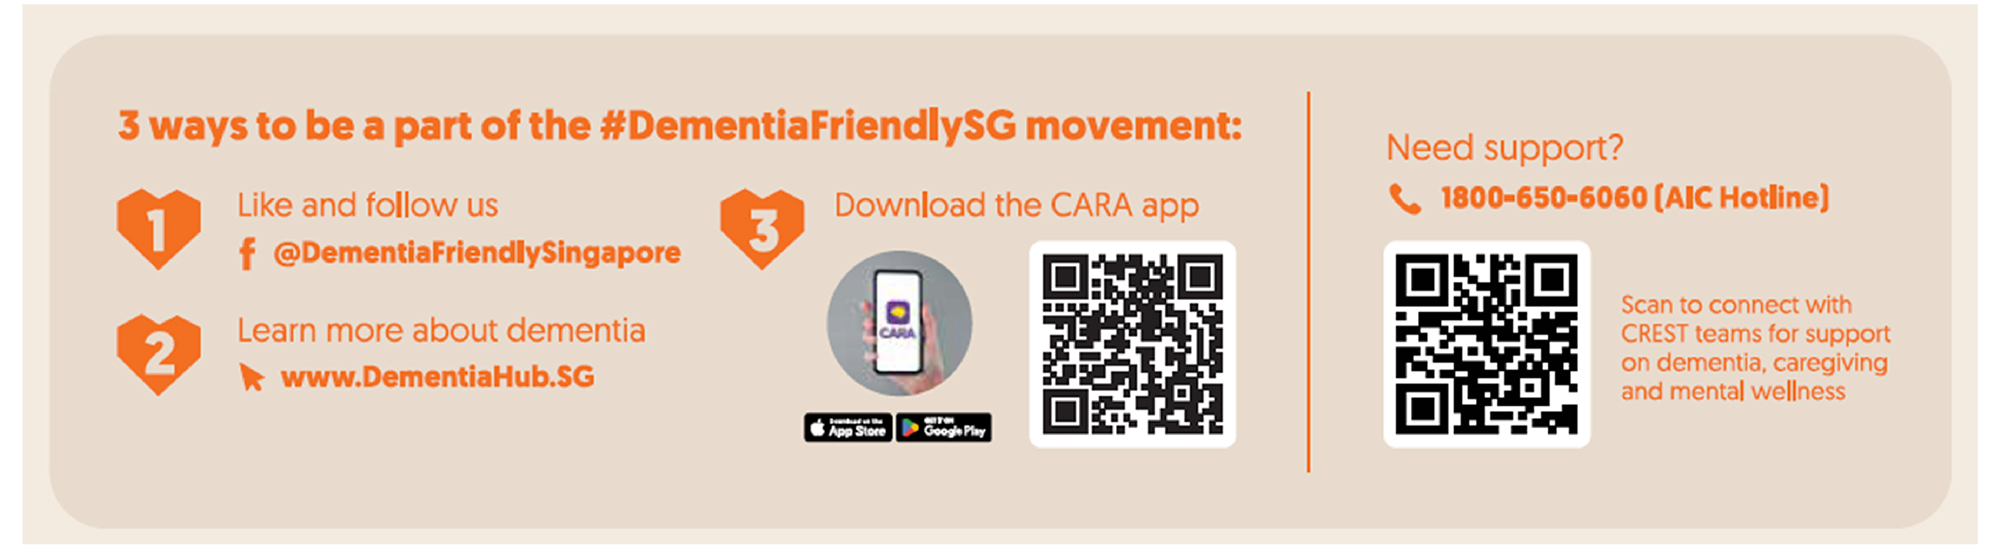 3 ways to be a part of the #DementiaFriendlySG movement:
1
Like and follow us
@DementiaFriendlySingapore
2
Learn more about dementia
www.DementiaHub.SG
3
Download the CARA app
CARA
Download on the
App Store
GET IT ON
Google Play
Need support?
1800-650-6060 (AIC Hotline)
Scan to connect with
CREST teams for support
on dementia, caregiving
and mental wellness